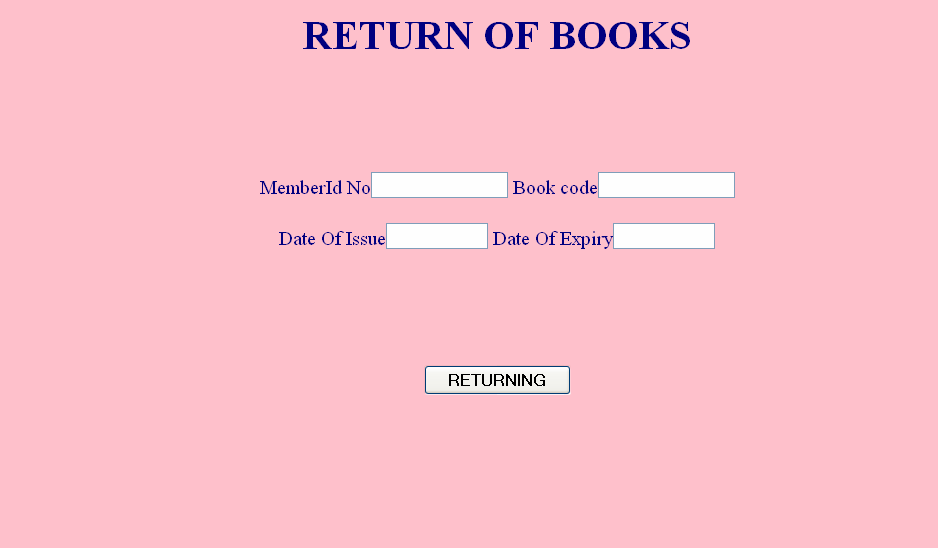 RETURN OF BOOKS
MemberId No Book code
Date Of Issue Date Of Expiry
RETURNING